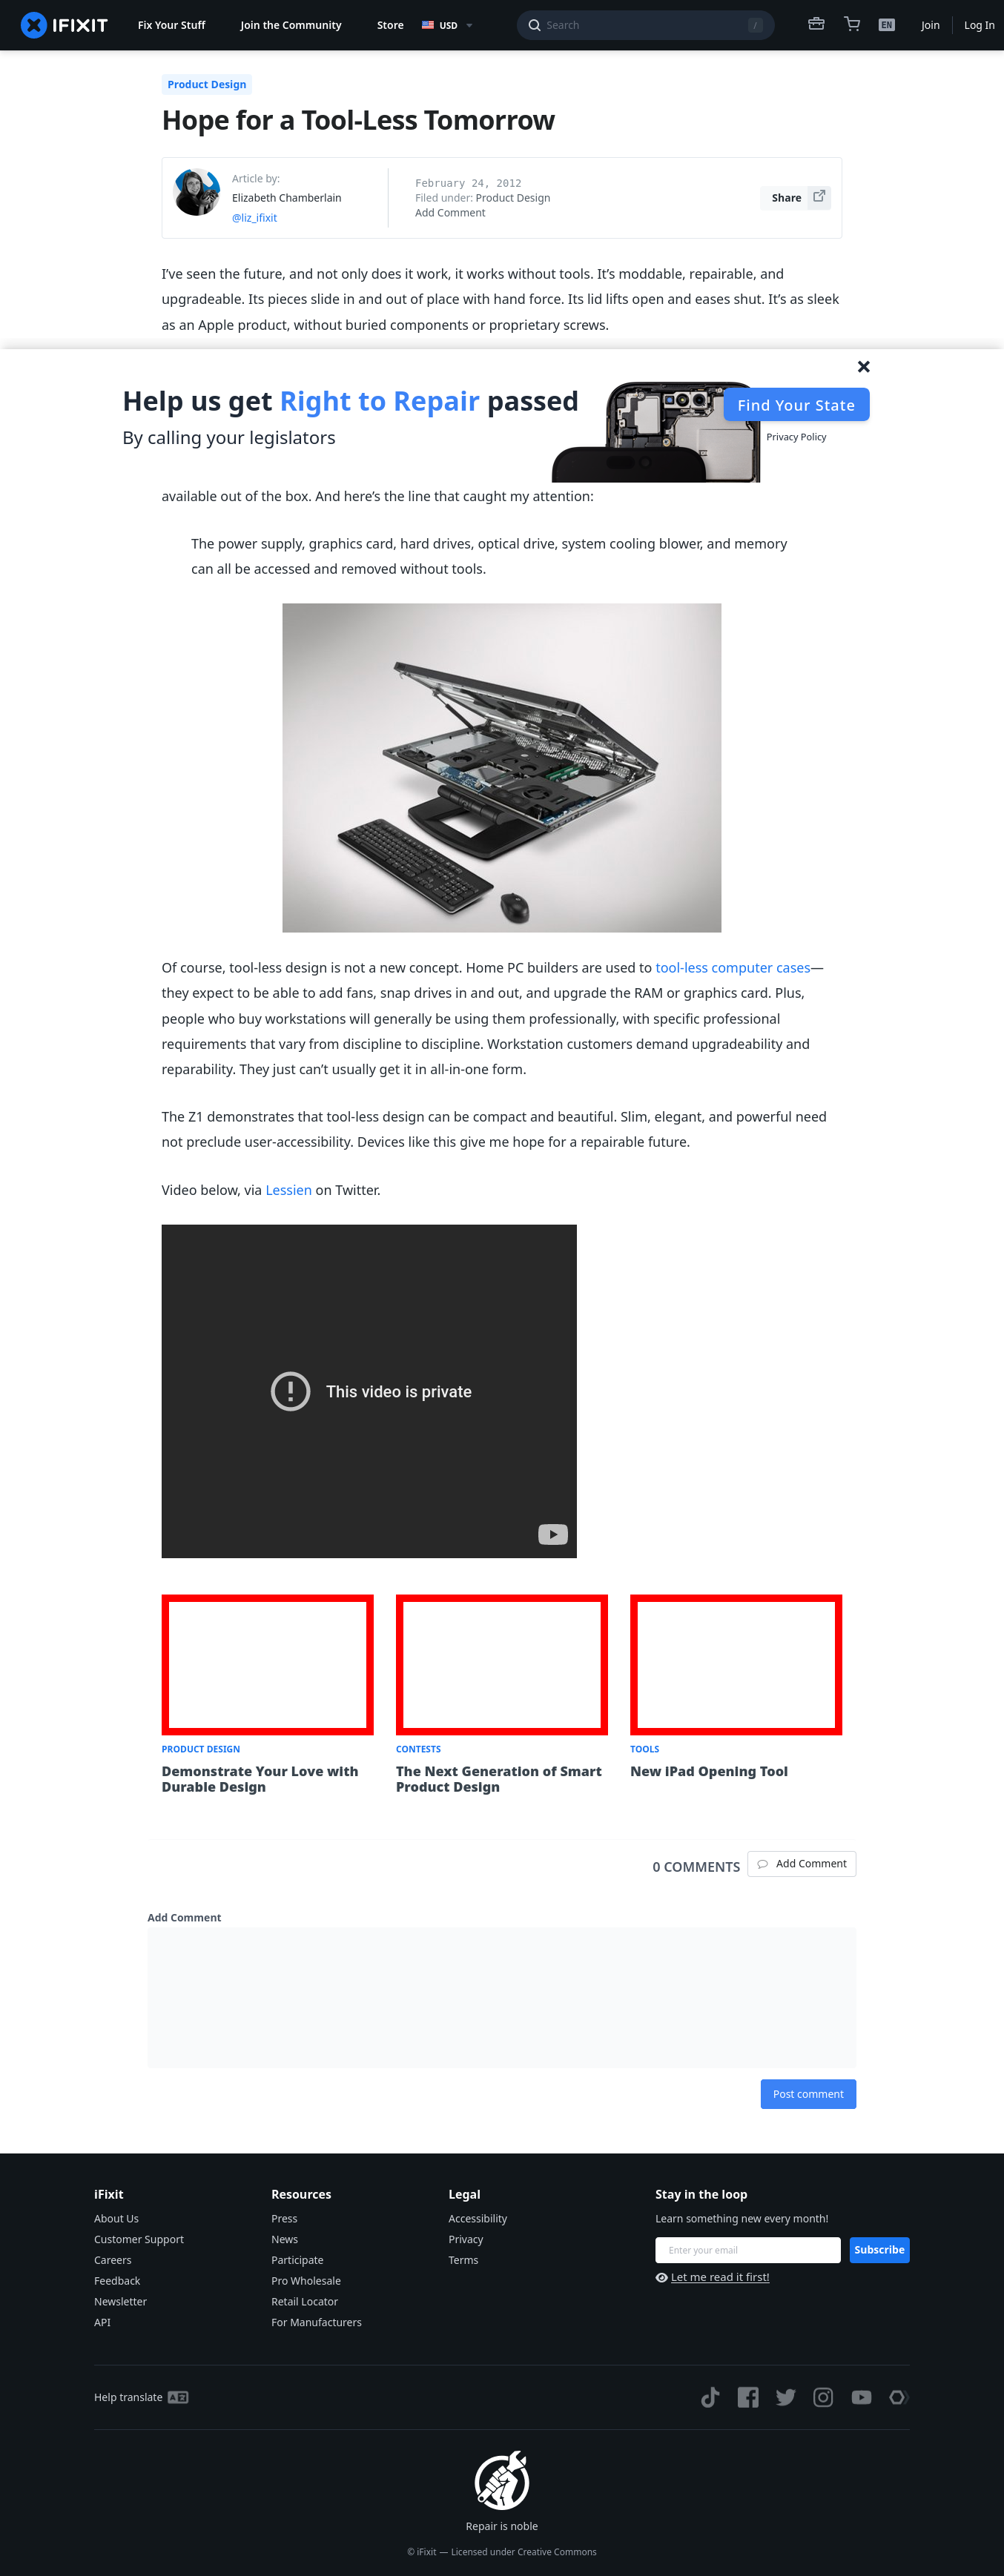 IFIXIT
Fix Your Stuff
Join the Community
Store
USD
Search
/
EN
Join
Log In
Product Design
Hope for a Tool-Less Tomorrow
Article by:
Elizabeth Chamberlain
@liz_ifixit
February 24, 2012
Filed under: Product Design
Add Comment
Share
I’ve seen the future, and not only does it work, it works without tools. It’s moddable, repairable, and
upgradeable. Its pieces slide in and out of place with hand force. Its lid lifts open and eases shut. It’s as sleek
as an Apple product, without buried components or proprietary screws.
Help us get Right to Repair passed
By calling your legislators
Find Your State
Privacy Policy
available out of the box. And here’s the line that caught my attention:
The power supply, graphics card, hard drives, optical drive, system cooling blower, and memory
can all be accessed and removed without tools.
Of course, tool-less design is not a new concept. Home PC builders are used to tool-less computer cases—
they expect to be able to add fans, snap drives in and out, and upgrade the RAM or graphics card. Plus,
people who buy workstations will generally be using them professionally, with specific professional
requirements that vary from discipline to discipline. Workstation customers demand upgradeability and
reparability. They just can’t usually get it in all-in-one form.
The Z1 demonstrates that tool-less design can be compact and beautiful. Slim, elegant, and powerful need
not preclude user-accessibility. Devices like this give me hope for a repairable future.
Video below, via Lessien on Twitter.
This video is private
PRODUCT DESIGN
Demonstrate Your Love with
Durable Design
CONTESTS
The Next Generation of Smart
Product Design
TOOLS
New iPad Opening Tool
0 COMMENTS
Add Comment
Add Comment
Post comment
iFixit
About Us
Customer Support
Careers
Feedback
Newsletter
API
Resources
Press
News
Participate
Pro Wholesale
Retail Locator
For Manufacturers
Legal
Accessibility
Privacy
Terms
Stay in the loop
Learn something new every month!
Enter your email
Subscribe
Let me read it first!
Help translate
Repair is noble
© iFixit — Licensed under Creative Commons